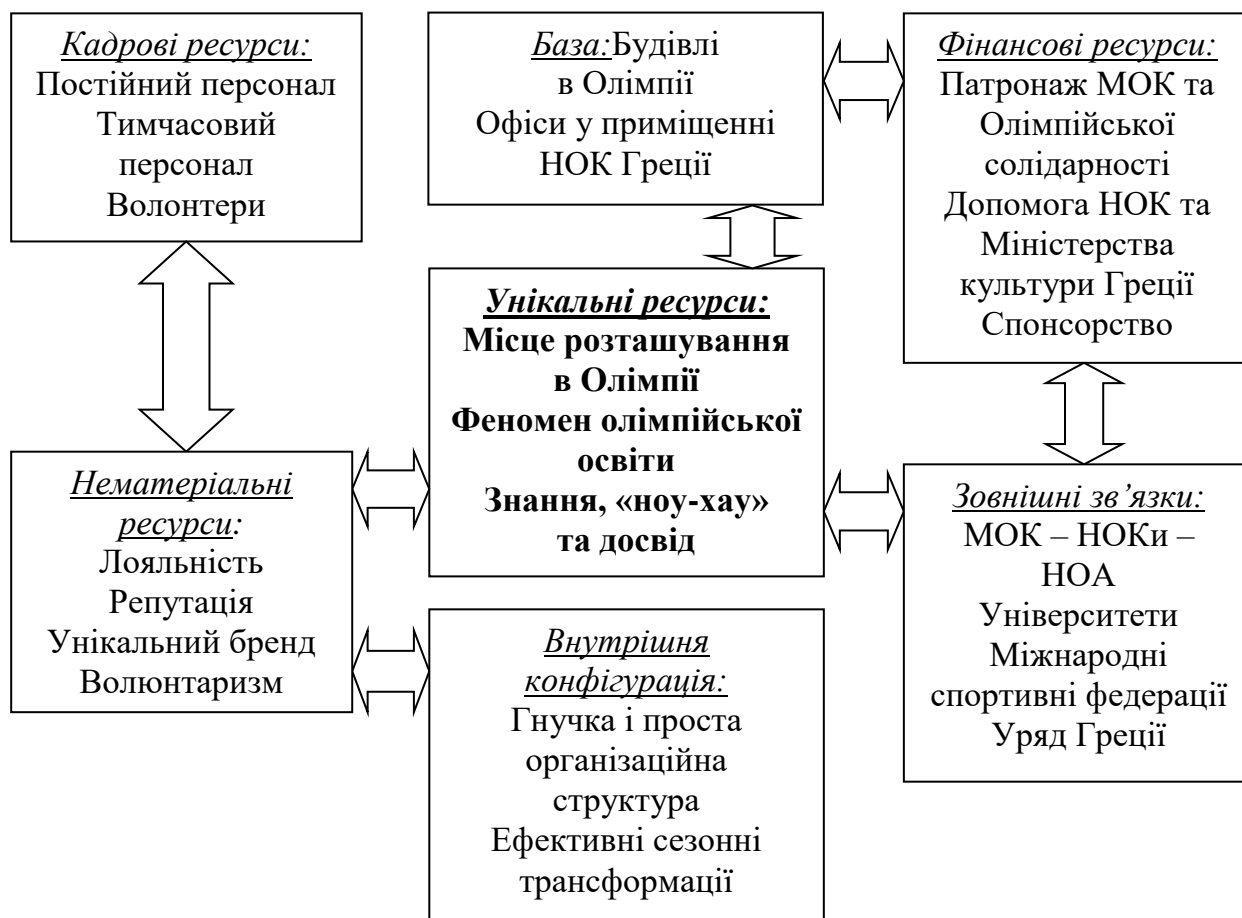 Кадрові ресурси:
Постійний персонал
Тимчасовий
персонал
Волонтери
База:Будівлі
в Олімпії
Офіси у приміщенні
НОК Греції
Фінансові ресурси:
Патронаж МОК та
Олімпійської
солідарності
Допомога НОК та
Міністерства
культури Греції
Спонсорство
Унікальні ресурси:
Місце розташування
в Олімпії
Феномен олімпійської
освіти
Знання, «ноу-хау»
та досвід
Нематеріальні
ресурси:
Лояльність
Репутація
Унікальний бренд
Волюнтаризм
Зовнішні зв’язки:
МОК – НОКи –
НОА
Університети
Міжнародні
спортивні федерації
Уряд Греції
Внутрішня
конфігурація:
Гнучка і проста
організаційна
структура
Ефективні сезонні
трансформації